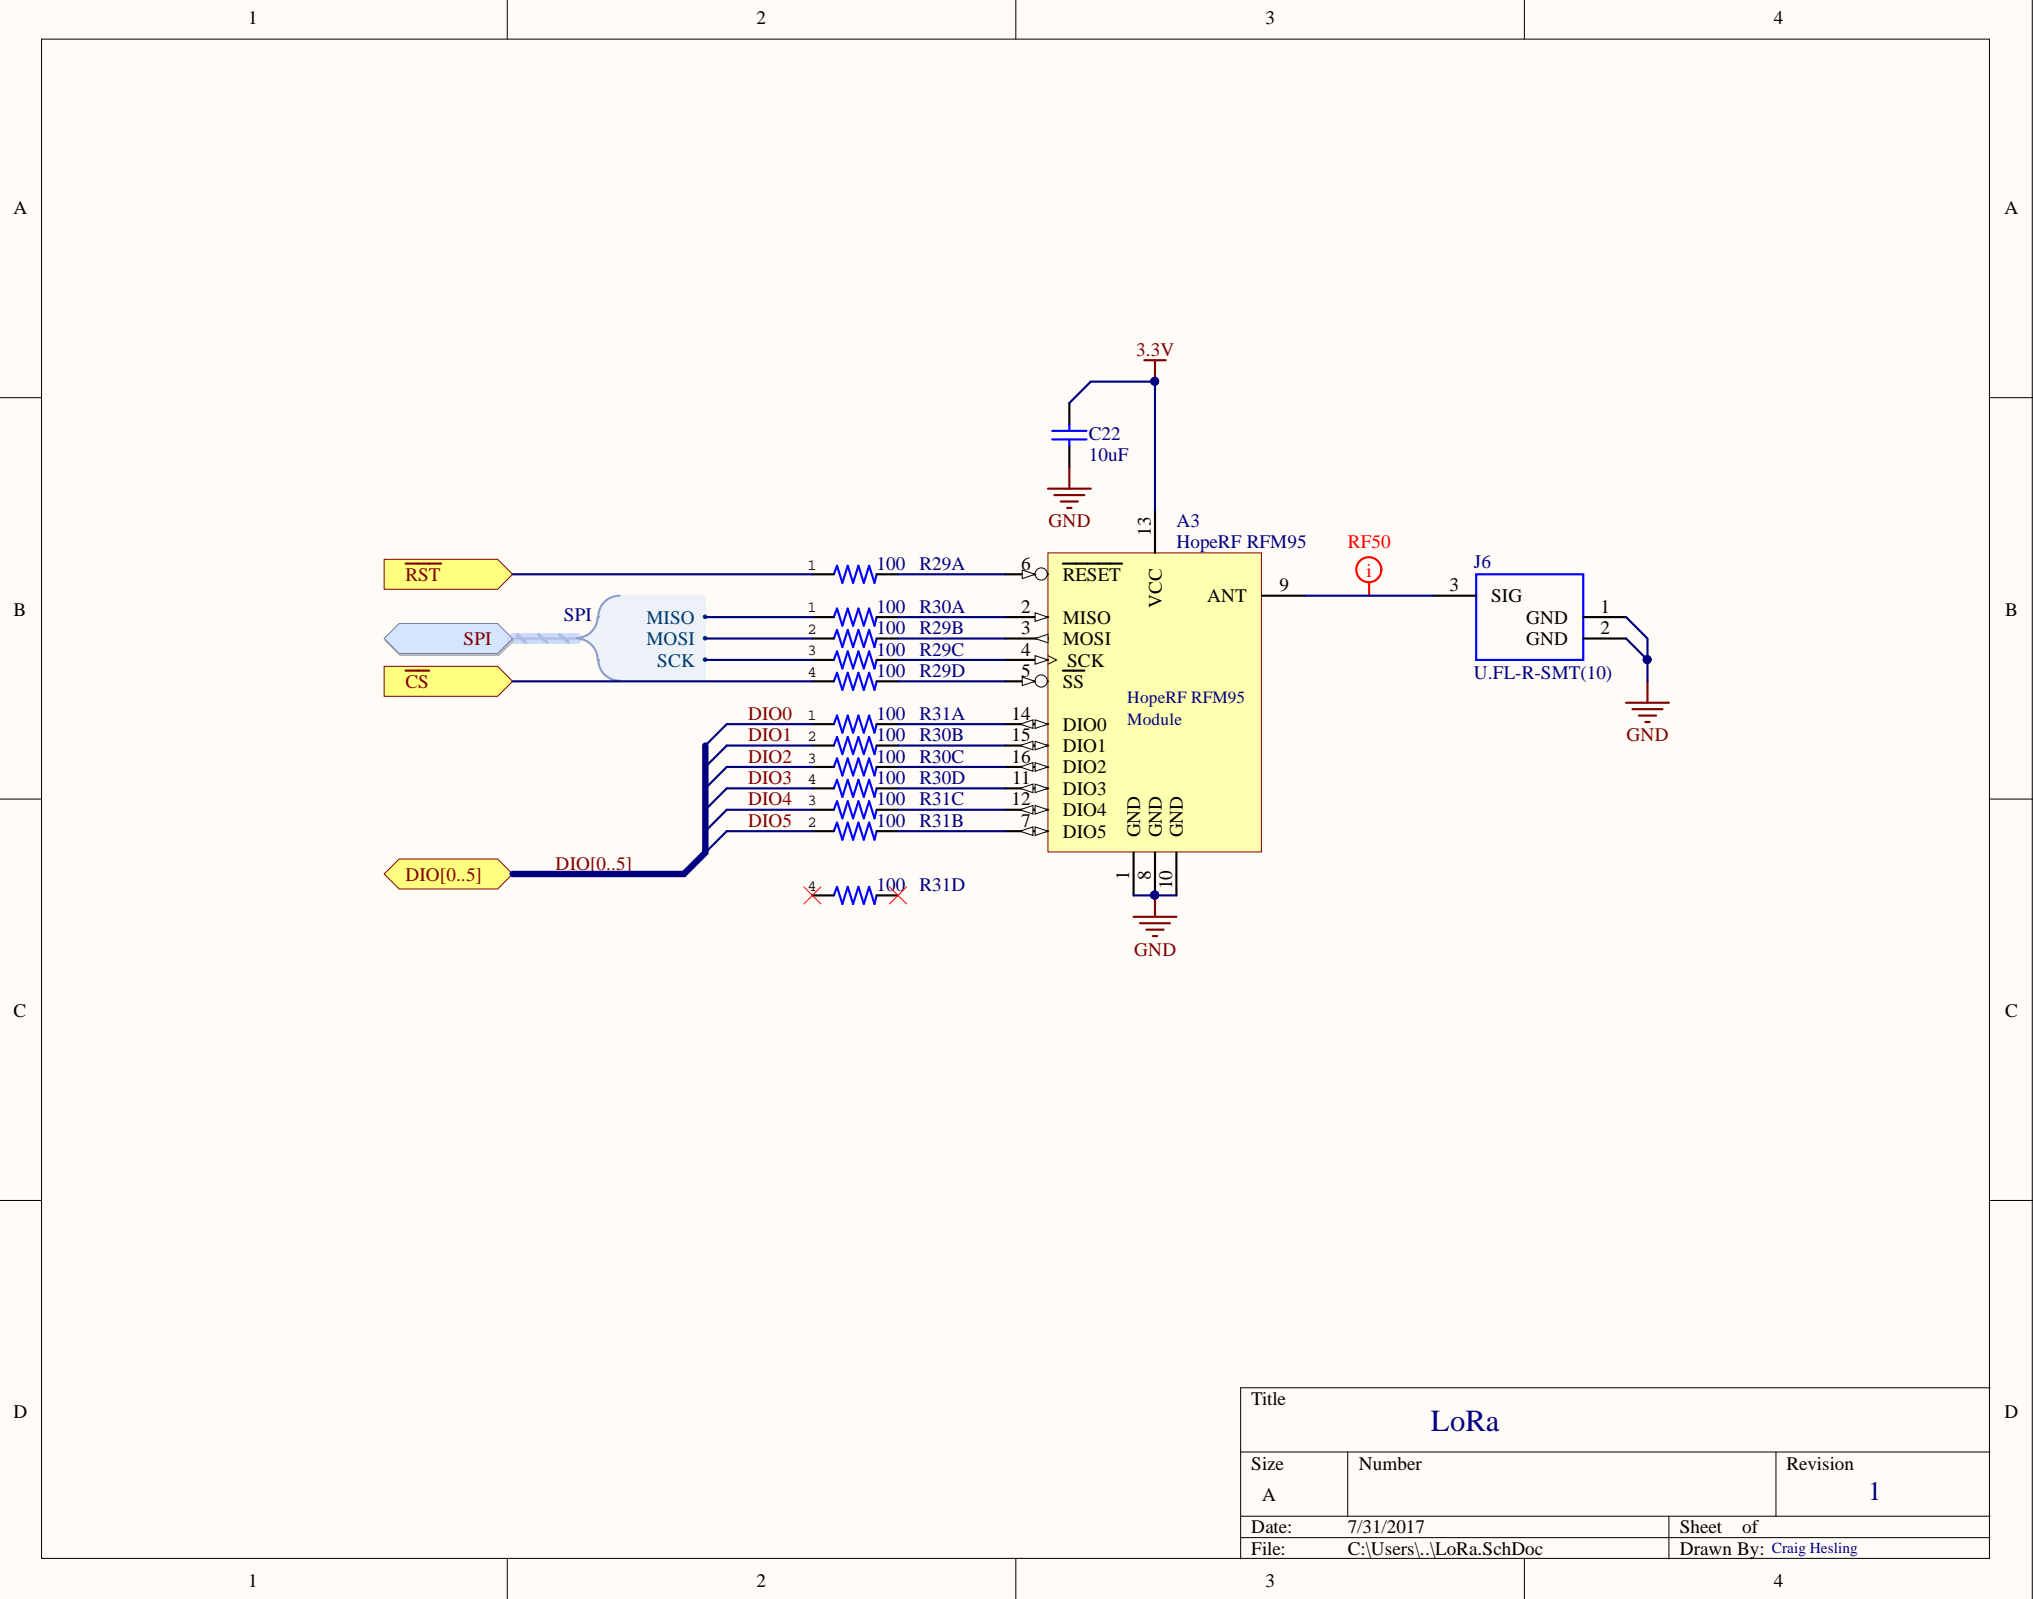 1 2 3 4
A A
3.3V
C22
10uF
GND
13
A3
HopeRF RFM95
RF50
i
J6
RST 1 100 R29A 6 RESET
VCC
ANT 9 3 SIG
SPI
SPI
MISO 1 100 R30A 2 MISO
MOSI 2 100 R29B 3 MOSI
SCK 3 100 R29C 4 SCK
CS 4 100 R29D 5 SS
GND 1
GND 2
U.FL-R-SMT(10)
GND
B B
HopeRF RFM95
Module
DIO0 1 100 R31A 14 DIO0
DIO1 2 100 R30B 15 DIO1
DIO2 3 100 R30C 16 DIO2
DIO3 4 100 R30D 11 DIO3
DIO4 3 100 R31C 12 DIO4
DIO5 2 100 R31B 7 DIO5
GND GND GND
DIO[0..5] DIO[0..5]
4 100 R31D
1 8 10
GND
C C
D D
Title
LoRa
Size Number Revision
A 1
Date: 7/31/2017 Sheet of
File: C:\Users\..\LoRa.SchDoc Drawn By: Craig Hesling
1 2 3 4